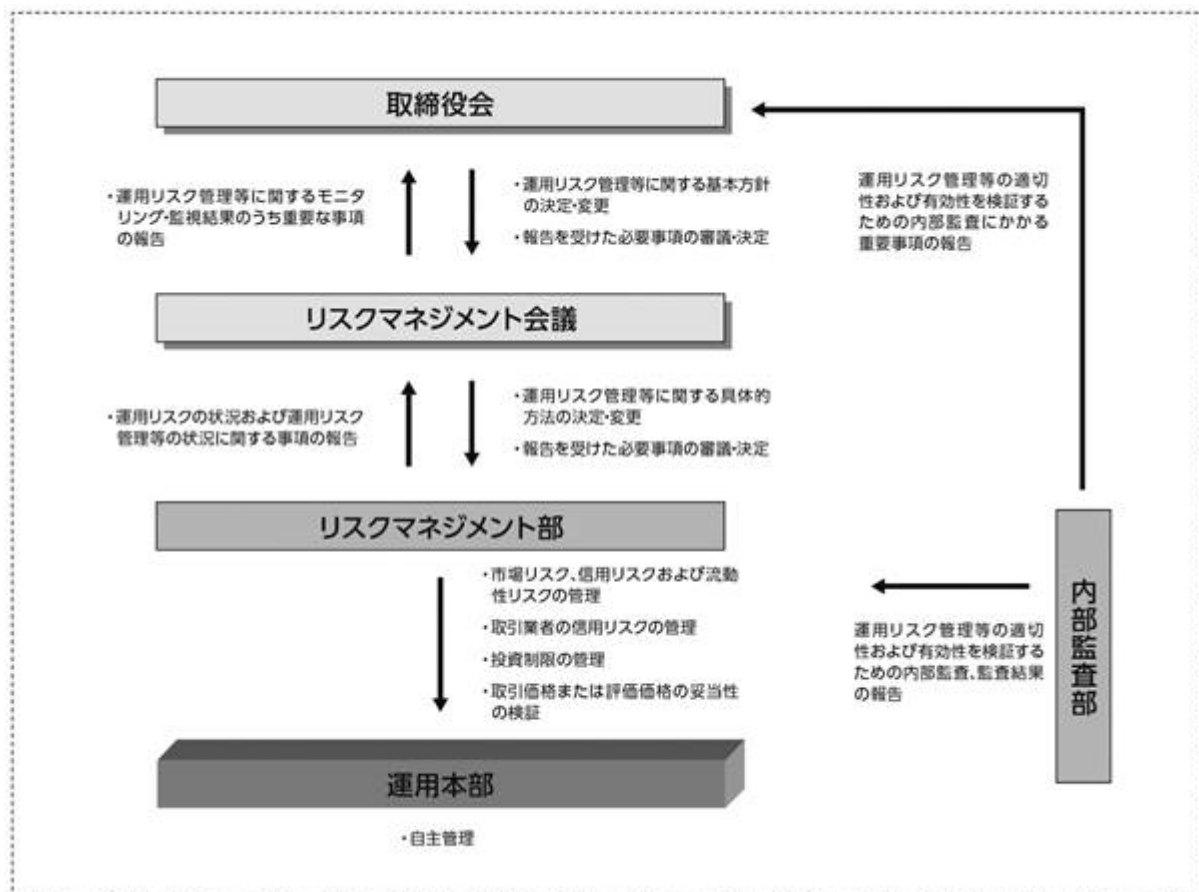 取締役会
・運用リスク管理等に関するモニタ
リング・監視結果のうち重要な事項
の報告
・運用リスク管理等に関する基本方針
の決定・変更
・報告を受けた必要事項の審議・決定
運用リスク管理等の適切
性および有効性を検証する
ための内部監査にかかる
重要事項の報告
リスクマネジメント会議
・運用リスクの状況および運用リスク
管理等の状況に関する事項の報告
・運用リスク管理等に関する具体的
方法の決定・変更
・報告を受けた必要事項の審議・決定
リスクマネジメント部
・市場リスク、信用リスクおよび流動
性リスクの管理
・取引業者の信用リスクの管理
・投資制限の管理
・取引価格または評価価格の妥当性
の検証
運用リスク管理等の適切
性および有効性を検証する
ための内部監査、監査結果
の報告
内部監査部
運用本部
・自主管理